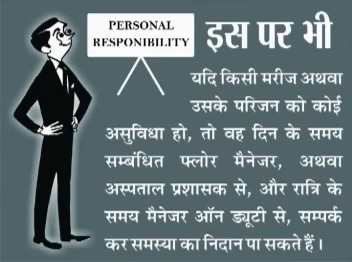 PERSONAL
RESPONIBILITY
इस पर भी
यदि किसी मरीज अथवा
उसके परिजन को कोई
असुविधा हो, तो वह दिन के समय
सम्बंधित फ्लोर मैनेजर, अथवा
अस्पताल प्रशासक से, और रात्रि के
समय मैनेजर ऑन ड्यूटी से, सम्पर्क
कर समस्या का निदान पा सकते हैं।